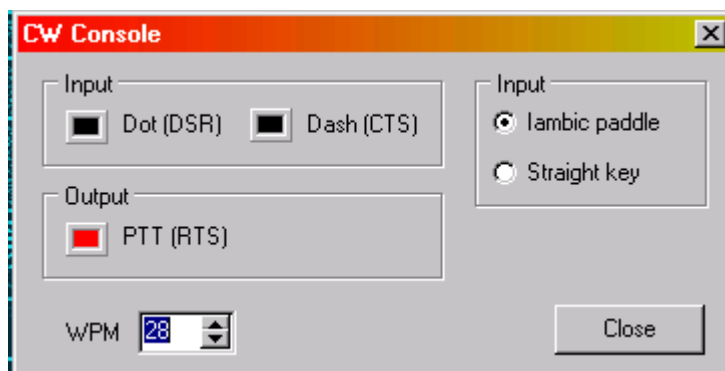 CW Console
Input
Dot (DSR) Dash (CTS)
Output
PTT (RTS)
WPM 28
Input
Iambic paddle
Straight key
Close